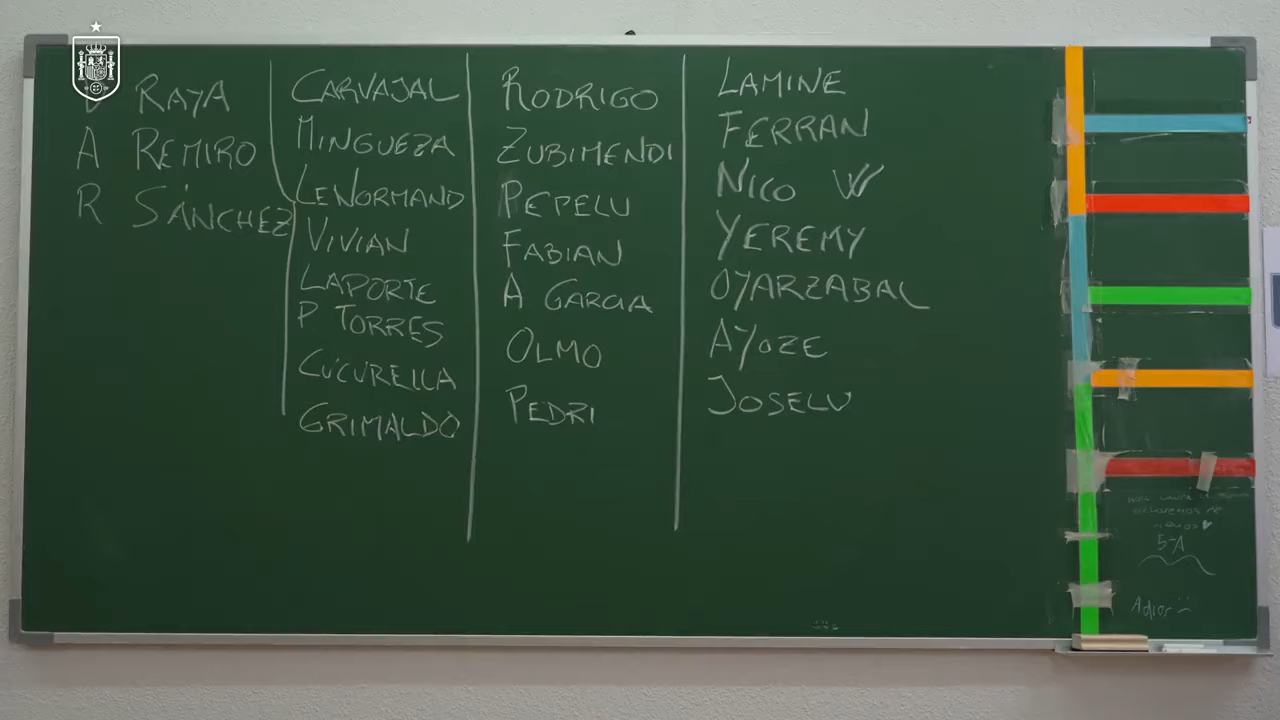 RAYA
A REMIRO
R SÁNCHEZ
CARVAJAL
MINGUEZA
LENORMAND
VIVIAN
LAPORTE
P TORRES
CUCURELLA
GRIMALDO
RODRIGO
ZUBIMENDI
PEPELU
FABIAN
A GARCIA
OLMO
PEDRI
LAMINE
FERRAN
NICO W
YEREMY
OYARZABAL
AYOZE
JOSELU
5-A
Adios